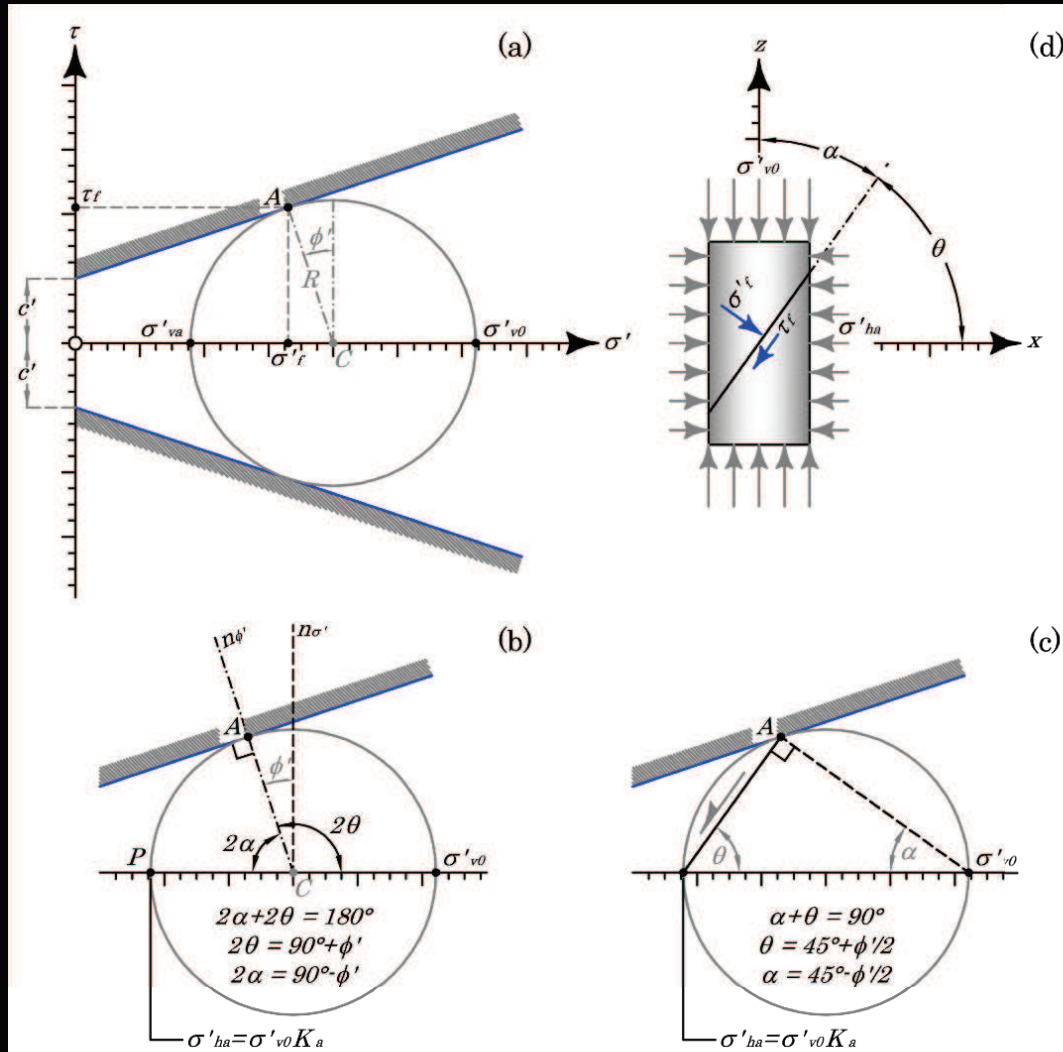 (a)
τ
τf
A
ϕ'
R
c'
c'
σ'va
σ'f
C
σ'v0
σ'
(d)
z
α
σ'v0
θ
σ'f
τf
σ'ha
x
(b)
nϕ'
nσ'
A
ϕ'
2α
2θ
P
C
σ'v0
2α+2θ = 180°
2θ = 90°+ϕ'
2α = 90°-ϕ'
σ'ha=σ'v0Ka
(c)
A
θ
α
σ'v0
α+θ = 90°
θ = 45°+ϕ'/2
α = 45°-ϕ'/2
σ'ha=σ'v0Ka